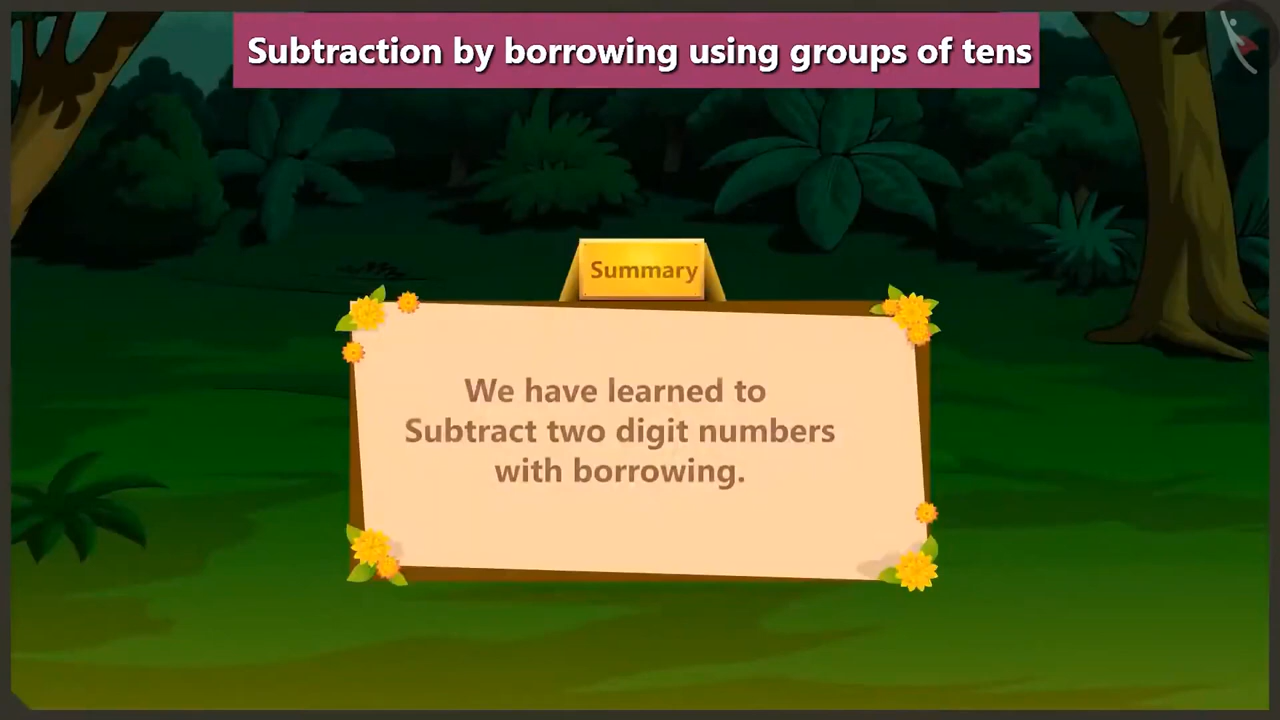 Subtraction by borrowing using groups of tens
Summary
We have learned to
Subtract two digit numbers
with borrowing.